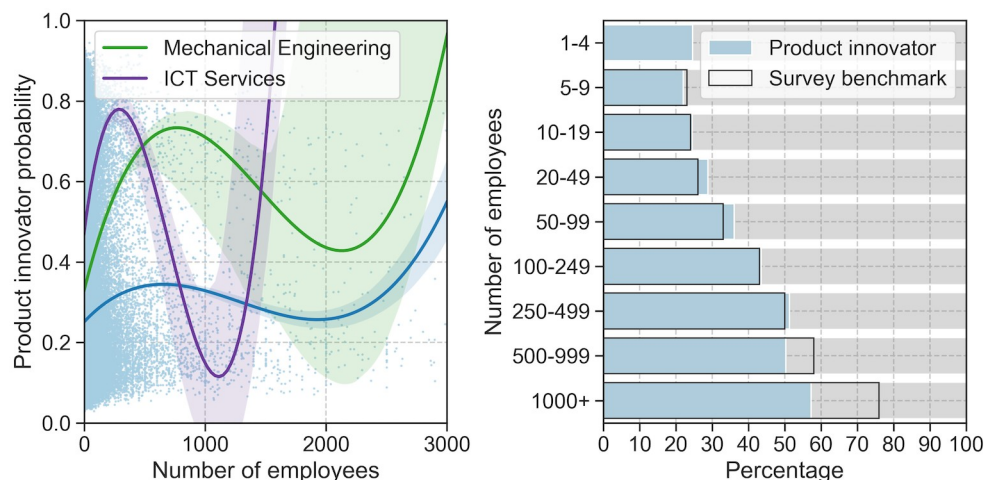 1.0
0.8
0.6
0.4
0.2
0.0
Product innovator probability
Mechanical Engineering
ICT Services
0
1000
2000
3000
Number of employees
Number of employees
1-4
5-9
10-19
20-49
50-99
100-249
250-499
500-999
1000+
Product innovator
Survey benchmark
0 10 20 30 40 50 60 70 80 90 100
Percentage